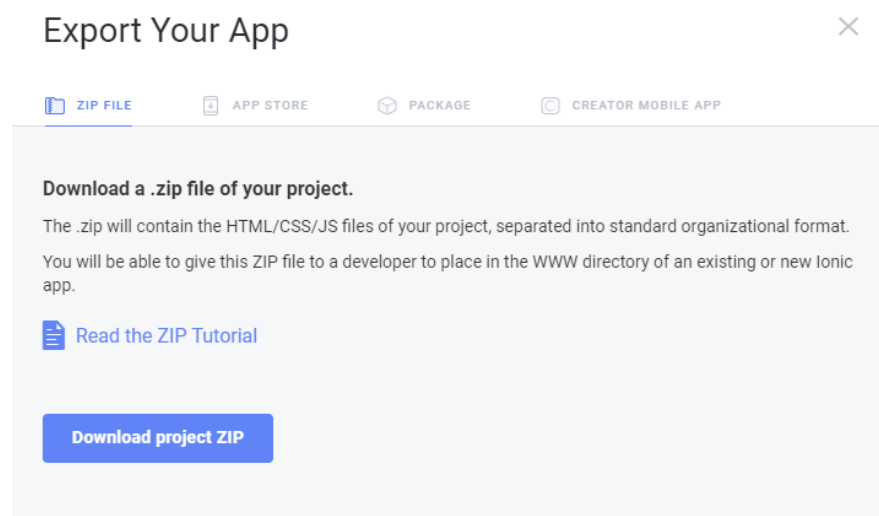 Export Your App
ZIP FILE
APP STORE
PACKAGE
CREATOR MOBILE APP
Download a .zip file of your project.
The .zip will contain the HTML/CSS/JS files of your project, separated into standard organizational format.
You will be able to give this ZIP file to a developer to place in the WWW directory of an existing or new Ionic
app.
Read the ZIP Tutorial
Download project ZIP